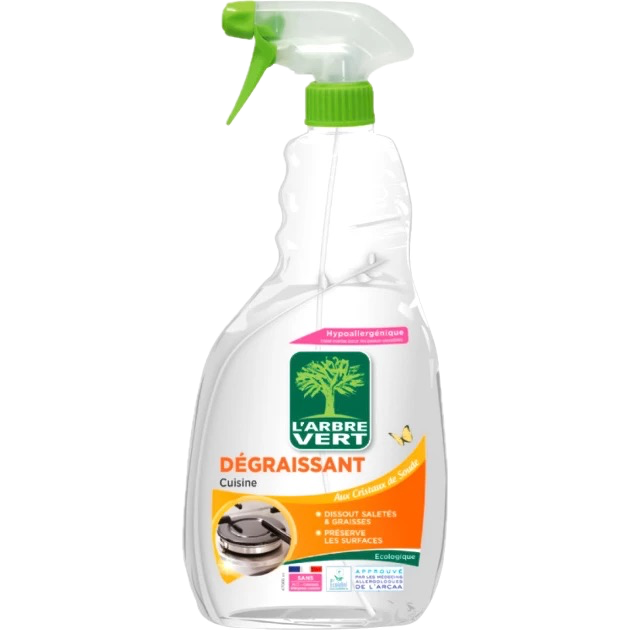 Hypoallergénique
L'ARBRE
VERT
DÉGRAISSANT
Cuisine
Aux Cristaux de Soude
DISSOUT SALETÉS
& GRAISSES
PRÉSERVE
LES SURFACES
Ecologique
SANS
APPROUVÉ
PAR LES MÉDECINS
ALLERGOLOGUES
DE L'ARCAA